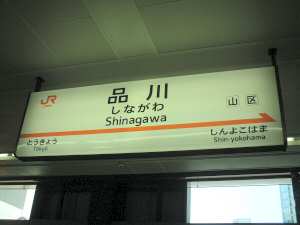 JR
品川
しながわ
Shinagawa
山 区
とうきょう
Tōkyō
しんよこはま
Shin-yokohama